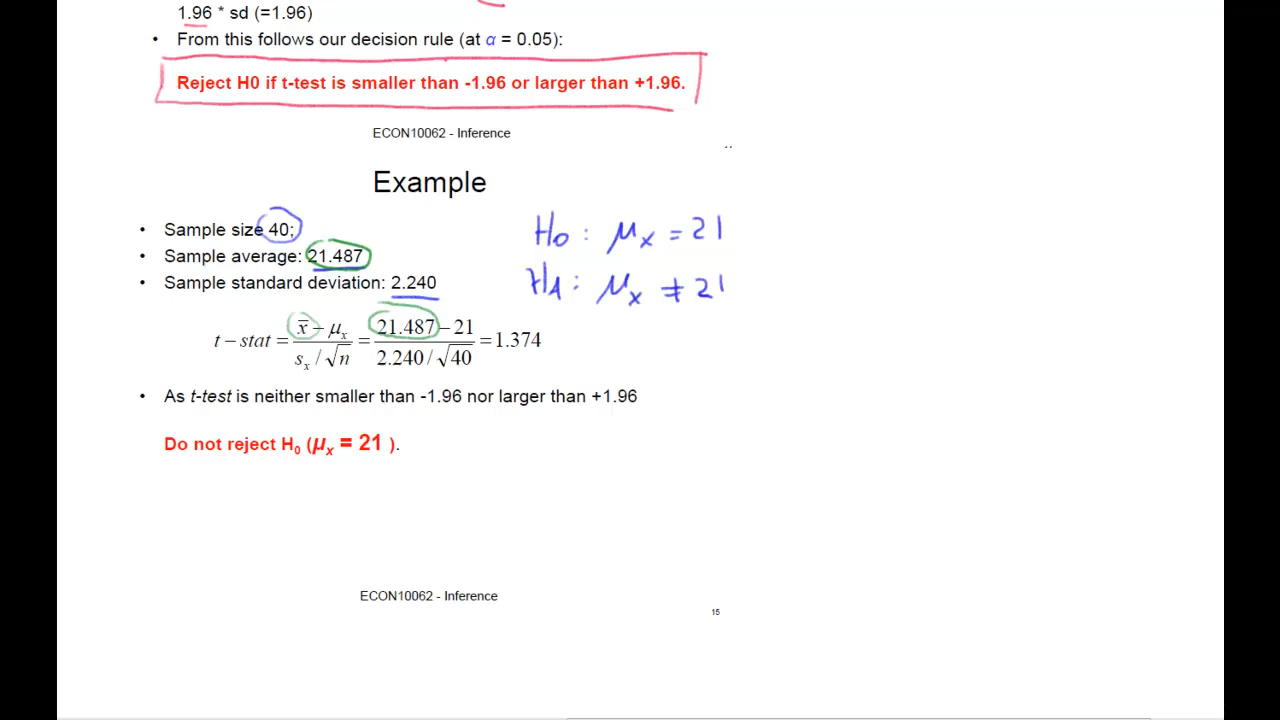 1.96 * sd (=1.96)
• From this follows our decision rule (at α = 0.05):
Reject H0 if t-test is smaller than -1.96 or larger than +1.96.
ECON10062 - Inference
Example
• Sample size 40;
• Sample average: 21.487
• Sample standard deviation: 2.240
H0 : μx = 21
HA : μx ≠ 21
t – stat = (x̄ – μx) / (sx / √n) = (21.487 – 21) / (2.240 / √40) = 1.374
• As t-test is neither smaller than -1.96 nor larger than +1.96
Do not reject H0 (μx = 21 ).
ECON10062 - Inference
15